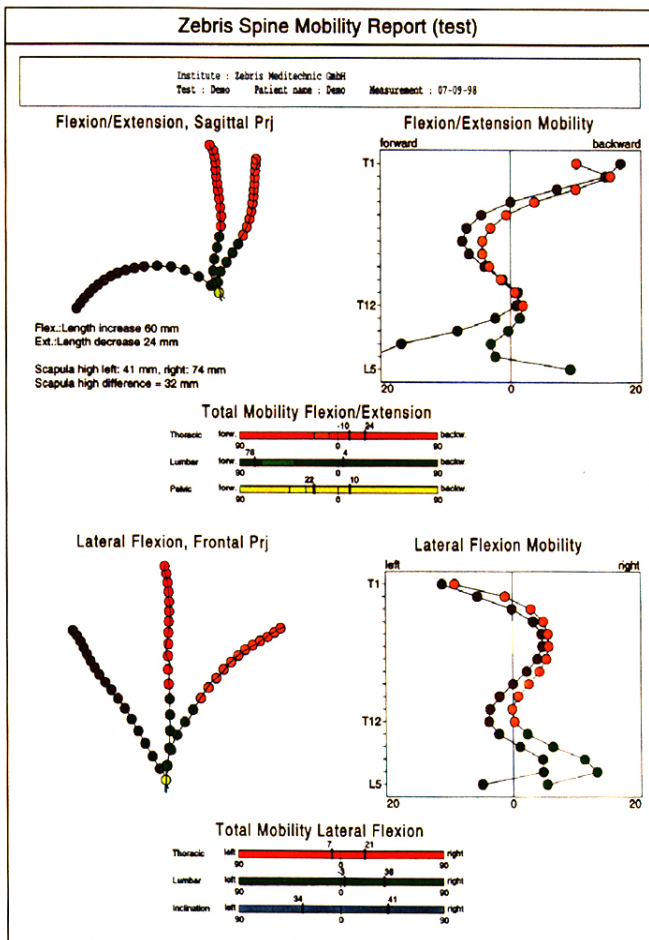 Zebris Spine Mobility Report (test)
Institute : Zebris Meditechnic GmbH
Test : Demo Patient name : Demo Measurement : 07-09-98
Flexion/Extension, Sagittal Prj
Flexion/Extension Mobility
forward backward
T1
T12
L5
20 0 20
Flex.:Length increase 60 mm
Ext.:Length decrease 24 mm
Scapula high left: 41 mm, right: 74 mm
Scapula high difference = 32 mm
Total Mobility Flexion/Extension
-10 24
Thoracic forw. backw.
90 0 90
76 4
Lumbar forw. backw.
90 0 90
22 10
Pelvic forw. backw.
90 0 90
Lateral Flexion, Frontal Prj
Lateral Flexion Mobility
left right
T1
T12
L5
20 0 20
Total Mobility Lateral Flexion
7 21
Thoracic left right
90 0 90
-3 38
Lumbar left right
90 0 90
34 41
Inclination left right
90 0 90